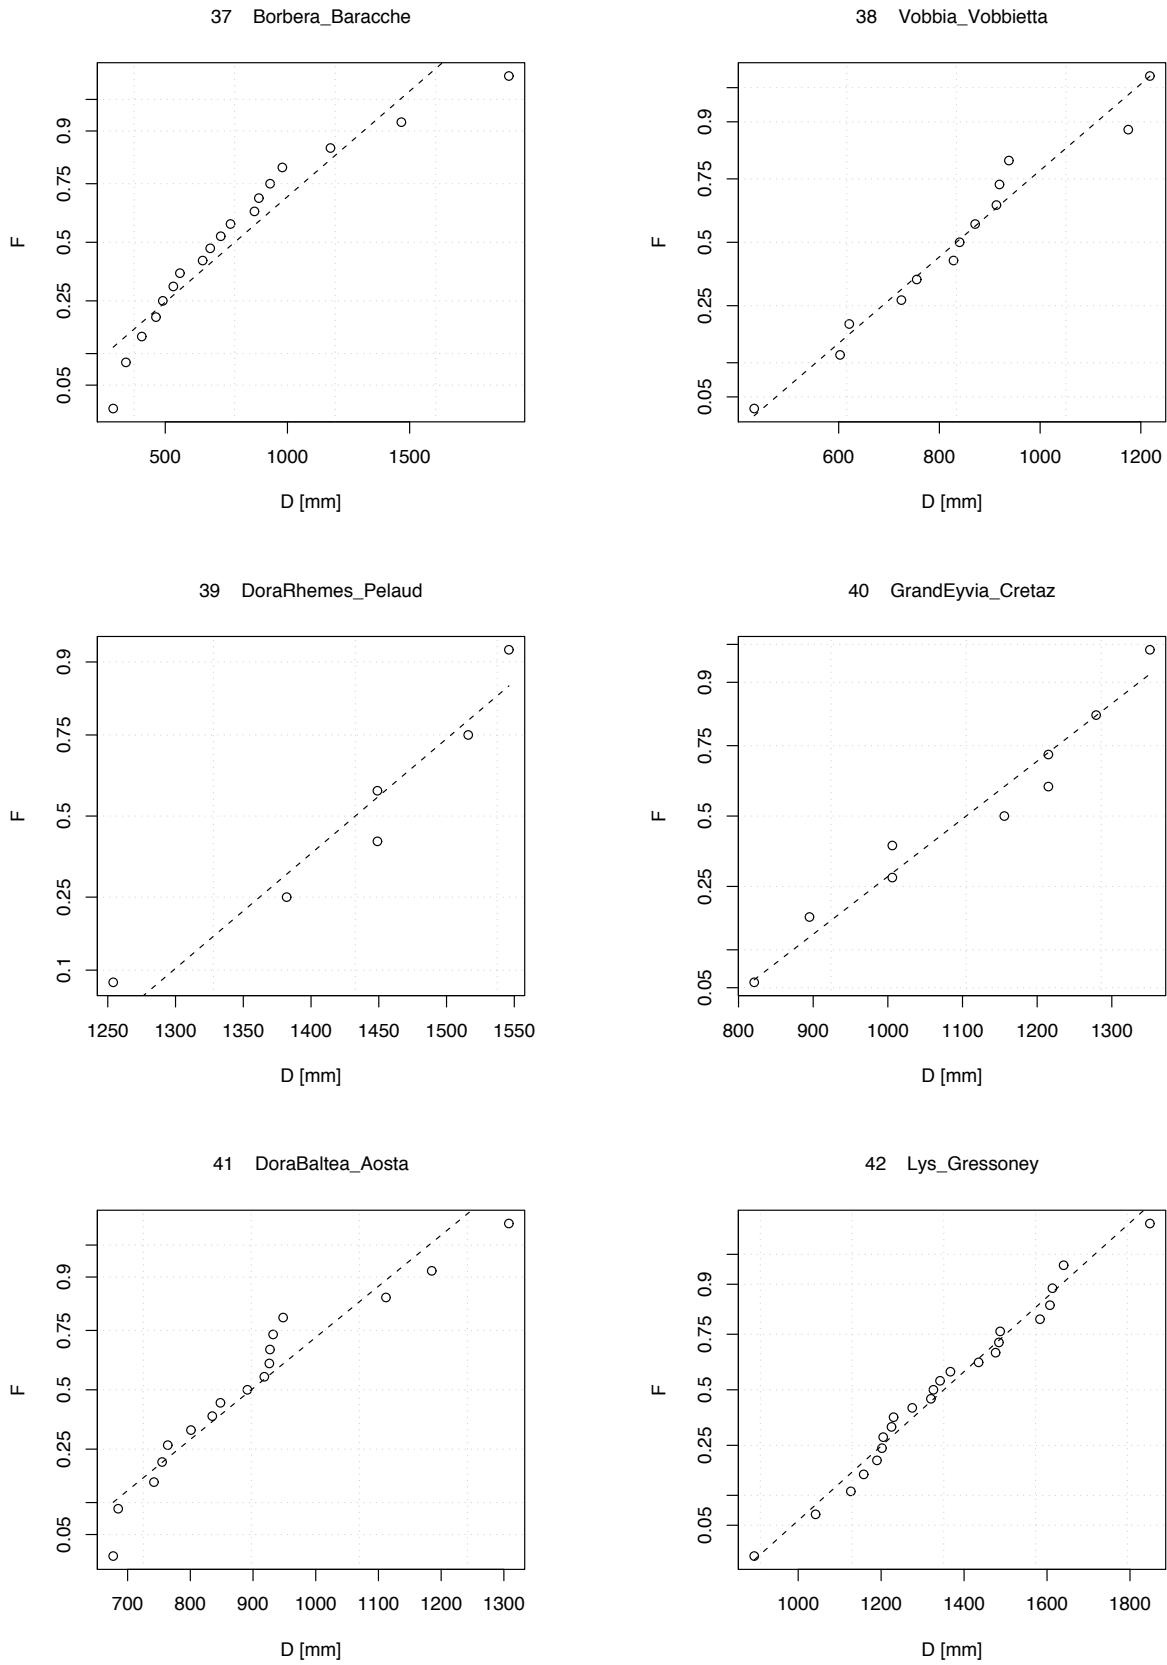 37 Borbera_Baracche
F
0.05 0.25 0.5 0.75 0.9
500 1000 1500
D [mm]
38 Vobbia_Vobbietta
F
0.05 0.25 0.5 0.75 0.9
600 800 1000 1200
D [mm]
39 DoraRhemes_Pelaud
F
0.1 0.25 0.5 0.75 0.9
1250 1300 1350 1400 1450 1500 1550
D [mm]
40 GrandEyvia_Cretaz
F
0.05 0.25 0.5 0.75 0.9
800 900 1000 1100 1200 1300
D [mm]
41 DoraBaltea_Aosta
F
0.05 0.25 0.5 0.75 0.9
700 800 900 1000 1100 1200 1300
D [mm]
42 Lys_Gressoney
F
0.05 0.25 0.5 0.75 0.9
1000 1200 1400 1600 1800
D [mm]